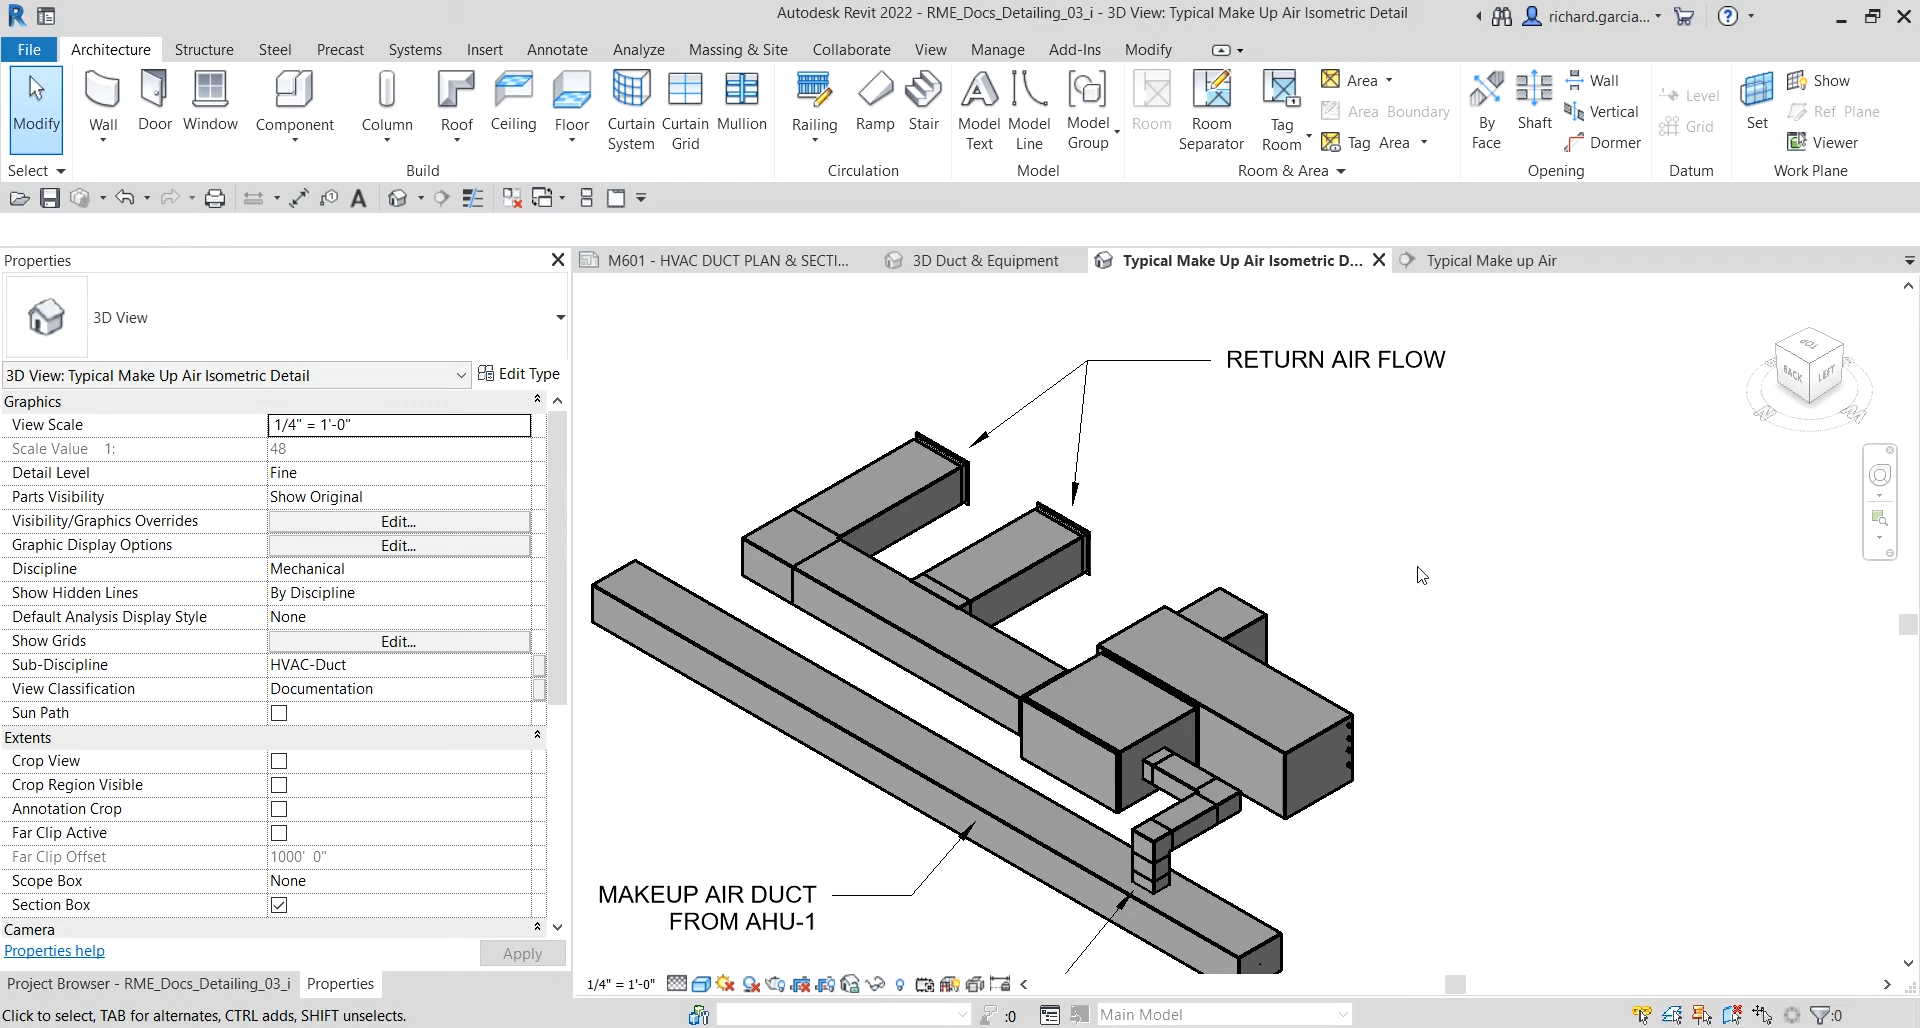 Autodesk Revit 2022 - RME_Docs_Detailing_03_i - 3D View: Typical Make Up Air Isometric Detail
richard.garcia...
File Architecture Structure Steel Precast Systems Insert Annotate Analyze Massing & Site Collaborate View Manage Add-Ins Modify
Modify
Wall
Door
Window
Component
Column
Roof
Ceiling
Floor
Curtain
System
Curtain
Grid
Mullion
Railing
Ramp
Stair
Model
Text
Model
Line
Model
Group
Room
Room
Separator
Tag
Room
Area
Area Boundary
Tag Area
By
Face
Shaft
Wall
Vertical
Dormer
Level
Grid
Set
Show
Ref Plane
Viewer
Select
Build
Circulation
Model
Room & Area
Opening
Datum
Work Plane
Properties
3D View
3D View: Typical Make Up Air Isometric Detail
Edit Type
Graphics
View Scale 1/4" = 1'-0"
Scale Value 1: 48
Detail Level Fine
Parts Visibility Show Original
Visibility/Graphics Overrides Edit...
Graphic Display Options Edit...
Discipline Mechanical
Show Hidden Lines By Discipline
Default Analysis Display Style None
Show Grids Edit...
Sub-Discipline HVAC-Duct
View Classification Documentation
Sun Path
Extents
Crop View
Crop Region Visible
Annotation Crop
Far Clip Active
Far Clip Offset 1000' 0"
Scope Box None
Section Box
Camera
Properties help
Apply
Project Browser - RME_Docs_Detailing_03_i
Properties
M601 - HVAC DUCT PLAN & SECTI...
3D Duct & Equipment
Typical Make Up Air Isometric D...
Typical Make up Air
RETURN AIR FLOW
TOP
BACK
LEFT
N
W
MAKEUP AIR DUCT
FROM AHU-1
1/4" = 1'-0"
Click to select, TAB for alternates, CTRL adds, SHIFT unselects.
:0
Main Model
:0